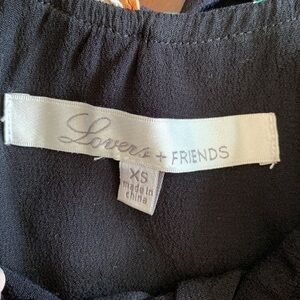 Lovers + FRIENDS
XS
made in
china